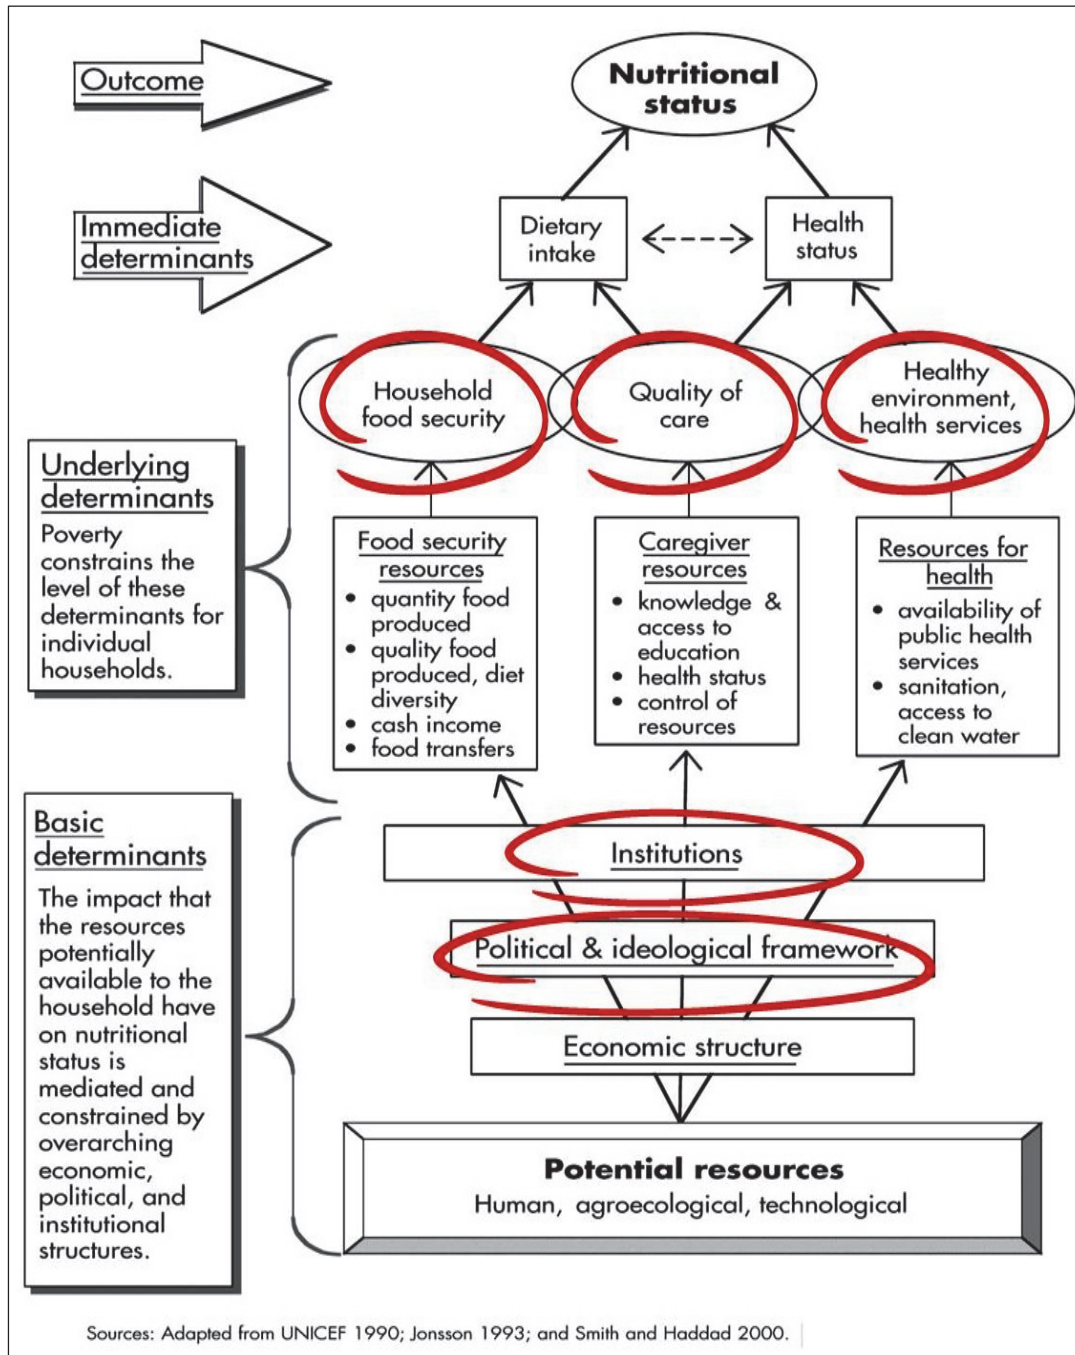 Outcome
Nutritional
status
Immediate
determinants
Dietary
intake
Health
status
Household
food security
Quality of
care
Healthy
environment,
health services
Underlying
determinants
Poverty
constrains the
level of these
determinants for
individual
households.
Food security
resources
• quantity food
produced
• quality food
produced, diet
diversity
• cash income
• food transfers
Caregiver
resources
• knowledge &
access to
education
• health status
• control of
resources
Resources for
health
• availability of
public health
services
• sanitation,
access to
clean water
Basic
determinants
The impact that
the resources
potentially
available to the
household have
on nutritional
status is
mediated and
constrained by
overarching
economic,
political, and
institutional
structures.
Institutions
Political & ideological framework
Economic structure
Potential resources
Human, agroecological, technological
Sources: Adapted from UNICEF 1990; Jonsson 1993; and Smith and Haddad 2000.